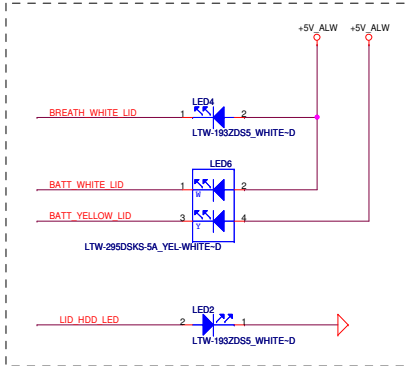 +5V_ALW
+5V_ALW
LED4
BREATH_WHITE_LID
1
2
LTW-193ZDS5_WHITE~D
LED6
BATT_WHITE_LID
1
W
2
BATT_YELLOW_LID
3
Y
4
LTW-295DSKS-5A_YEL-WHITE~D
LED2
LID_HDD_LED
2
1
LTW-193ZDS5_WHITE~D